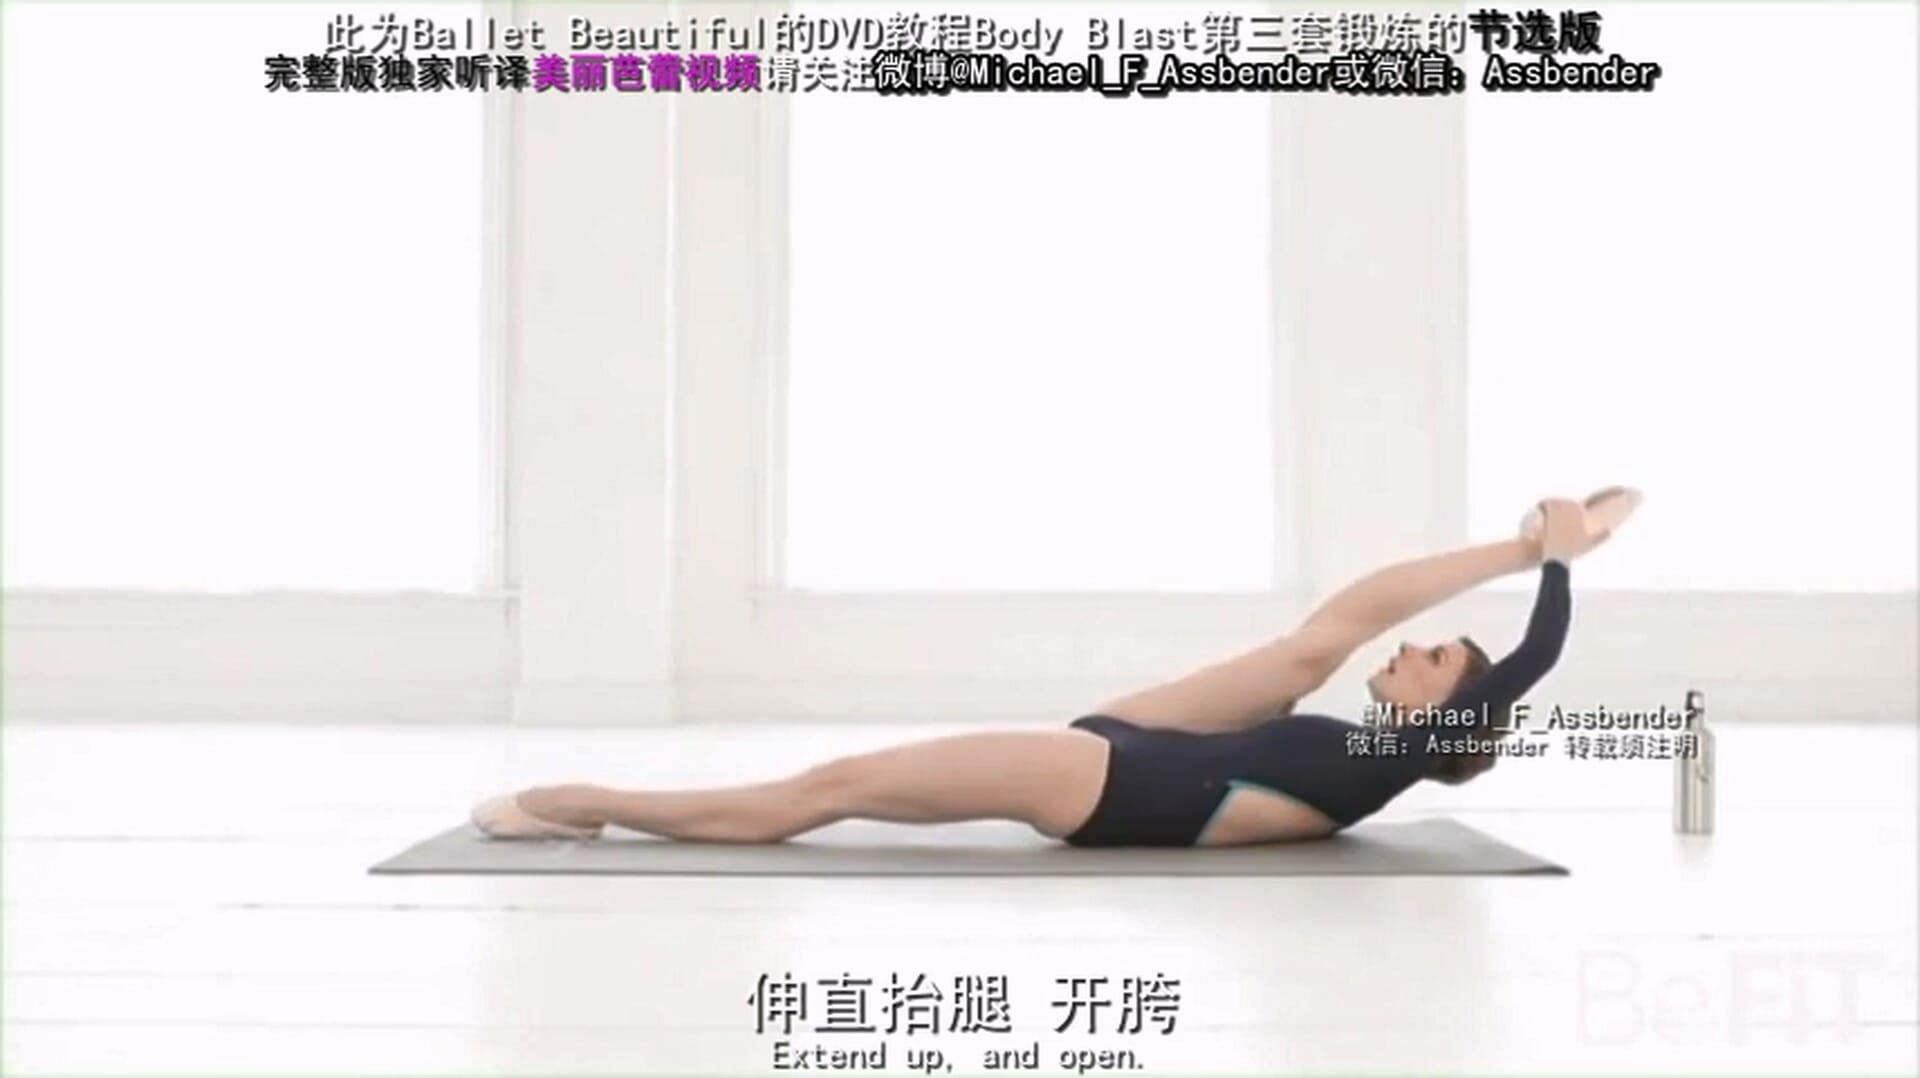 此为Ballet Beautiful的DVD教程Body Blast第三套锻炼的节选版
完整版独家听译美丽芭蕾视频请关注微博@Michael_F_Assbender或微信：Assbender
@Michael_F_Assbender
微信：Assbender 转载须注明
BeFiT
伸直抬腿 开胯
Extend up, and open.